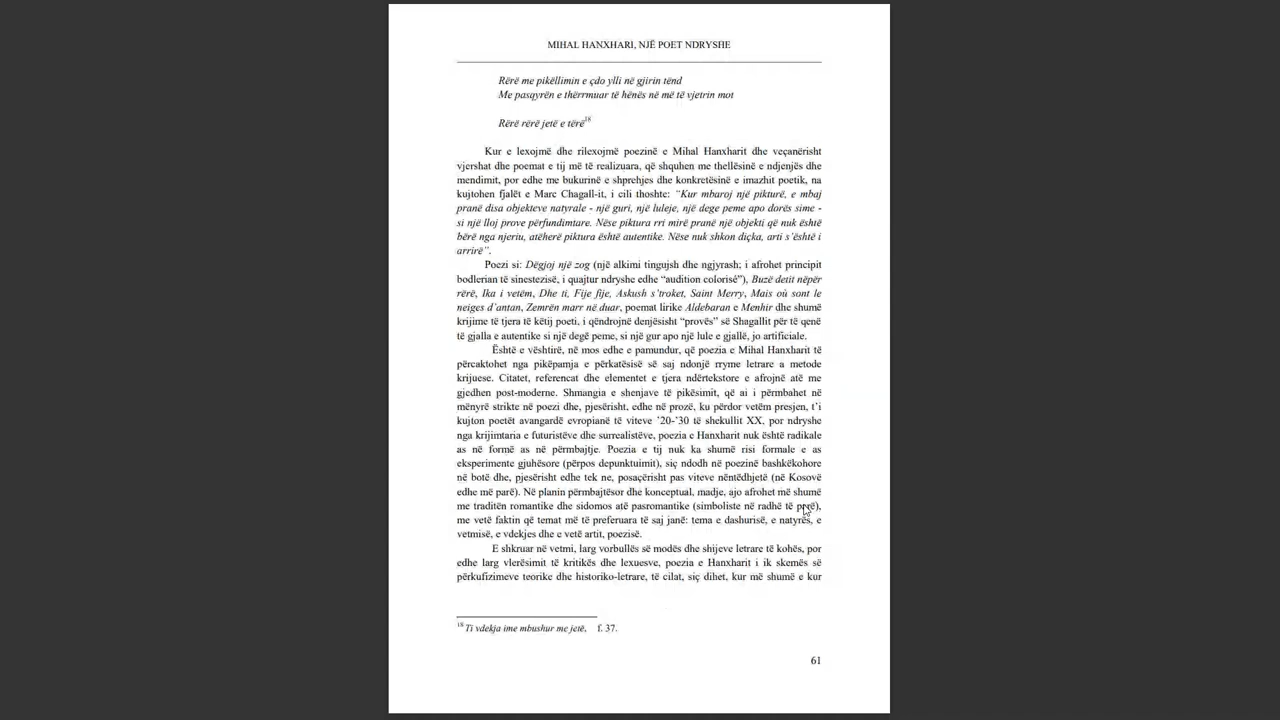 MIHAL HANXHARI, NJË POET NDRYSHE
Rërë me pikëllimin e çdo ylli në gjirin tënd
Me pasqyrën e thërrmuar të hënës në më të vjetrin mot
Rërë rërë jetë e tërë18
Kur e lexojmë dhe rilexojmë poezinë e Mihal Hanxharit dhe veçanërisht
vjershat dhe poemat e tij më të realizuara, që shquhen me thellësinë e ndjenjës dhe
mendimit, por edhe me bukurinë e shprehjes dhe konkretësinë e imazhit poetik, na
kujtohen fjalët e Marc Chagall-it, i cili thoshte: “Kur mbaroj një pikturë, e mbaj
pranë disa objekteve natyrale - një guri, një luleje, një dege peme apo dorës sime -
si një lloj prove përfundimtare. Nëse piktura rri mirë pranë një objekti që nuk është
bërë nga njeriu, atëherë piktura është autentike. Nëse nuk shkon diçka, arti s’është i
arrirë”.
Poezi si: Dëgjoj një zog (një alkimi tingujsh dhe ngjyrash; i afrohet principit
bodlerian të sinestezisë, i quajtur ndryshe edhe “audition colorisé”), Buzë detit nëpër
rërë, Ika i vetëm, Dhe ti, Fije fije, Askush s’troket, Saint Merry, Mais où sont le
neiges d’antan, Zemrën marr në duar, poemat lirike Aldebaran e Menhir dhe shumë
krijime të tjera të këtij poeti, i qëndrojnë denjësisht “provës” së Shagallit për të qenë
të gjalla e autentike si një degë peme, si një gur apo një lule e gjallë, jo artificiale.
Është e vështirë, në mos edhe e pamundur, që poezia e Mihal Hanxharit të
përcaktohet nga pikëpamja e përkatësisë së saj ndonjë rryme letrare a metode
krijuese. Citatet, referencat dhe elementet e tjera ndërtekstore e afrojnë atë me
gjedhen post-moderne. Shmangia e shenjave të pikësimit, që ai i përmbahet në
mënyrë strikte në poezi dhe, pjesërisht, edhe në prozë, ku përdor vetëm presjen, t’i
kujton poetët avangardë evropianë të viteve ’20-’30 të shekullit XX, por ndryshe
nga krijimtaria e futuristëve dhe surrealistëve, poezia e Hanxharit nuk është radikale
as në formë as në përmbajtje. Poezia e tij nuk ka shumë risi formale e as
eksperimente gjuhësore (përpos depunktuimit), siç ndodh në poezinë bashkëkohore
në botë dhe, pjesërisht edhe tek ne, posaçërisht pas viteve nëntëdhjetë (në Kosovë
edhe më parë). Në planin përmbajtësor dhe konceptual, madje, ajo afrohet më shumë
me traditën romantike dhe sidomos atë pasromantike (simboliste në radhë të parë),
me vetë faktin që temat më të preferuara të saj janë: tema e dashurisë, e natyrës, e
vetmisë, e vdekjes dhe e vetë artit, poezisë.
E shkruar në vetmi, larg vorbullës së modës dhe shijeve letrare të kohës, por
edhe larg vlerësimit të kritikës dhe lexuesve, poezia e Hanxharit i ik skemës së
përkufizimeve teorike dhe historiko-letrare, të cilat, siç dihet, kur më shumë e kur
18 Ti vdekja ime mbushur me jetë, f. 37.
61